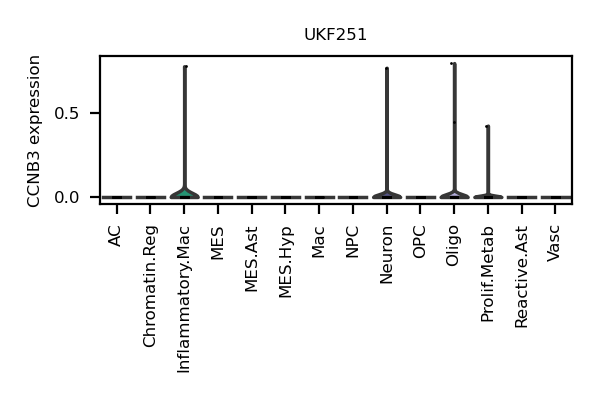 UKF251
CCNB3 expression
0.5
0.0
AC
Chromatin.Reg
Inflammatory.Mac
MES
MES.Ast
MES.Hyp
Mac
NPC
Neuron
OPC
Oligo
Prolif.Metab
Reactive.Ast
Vasc